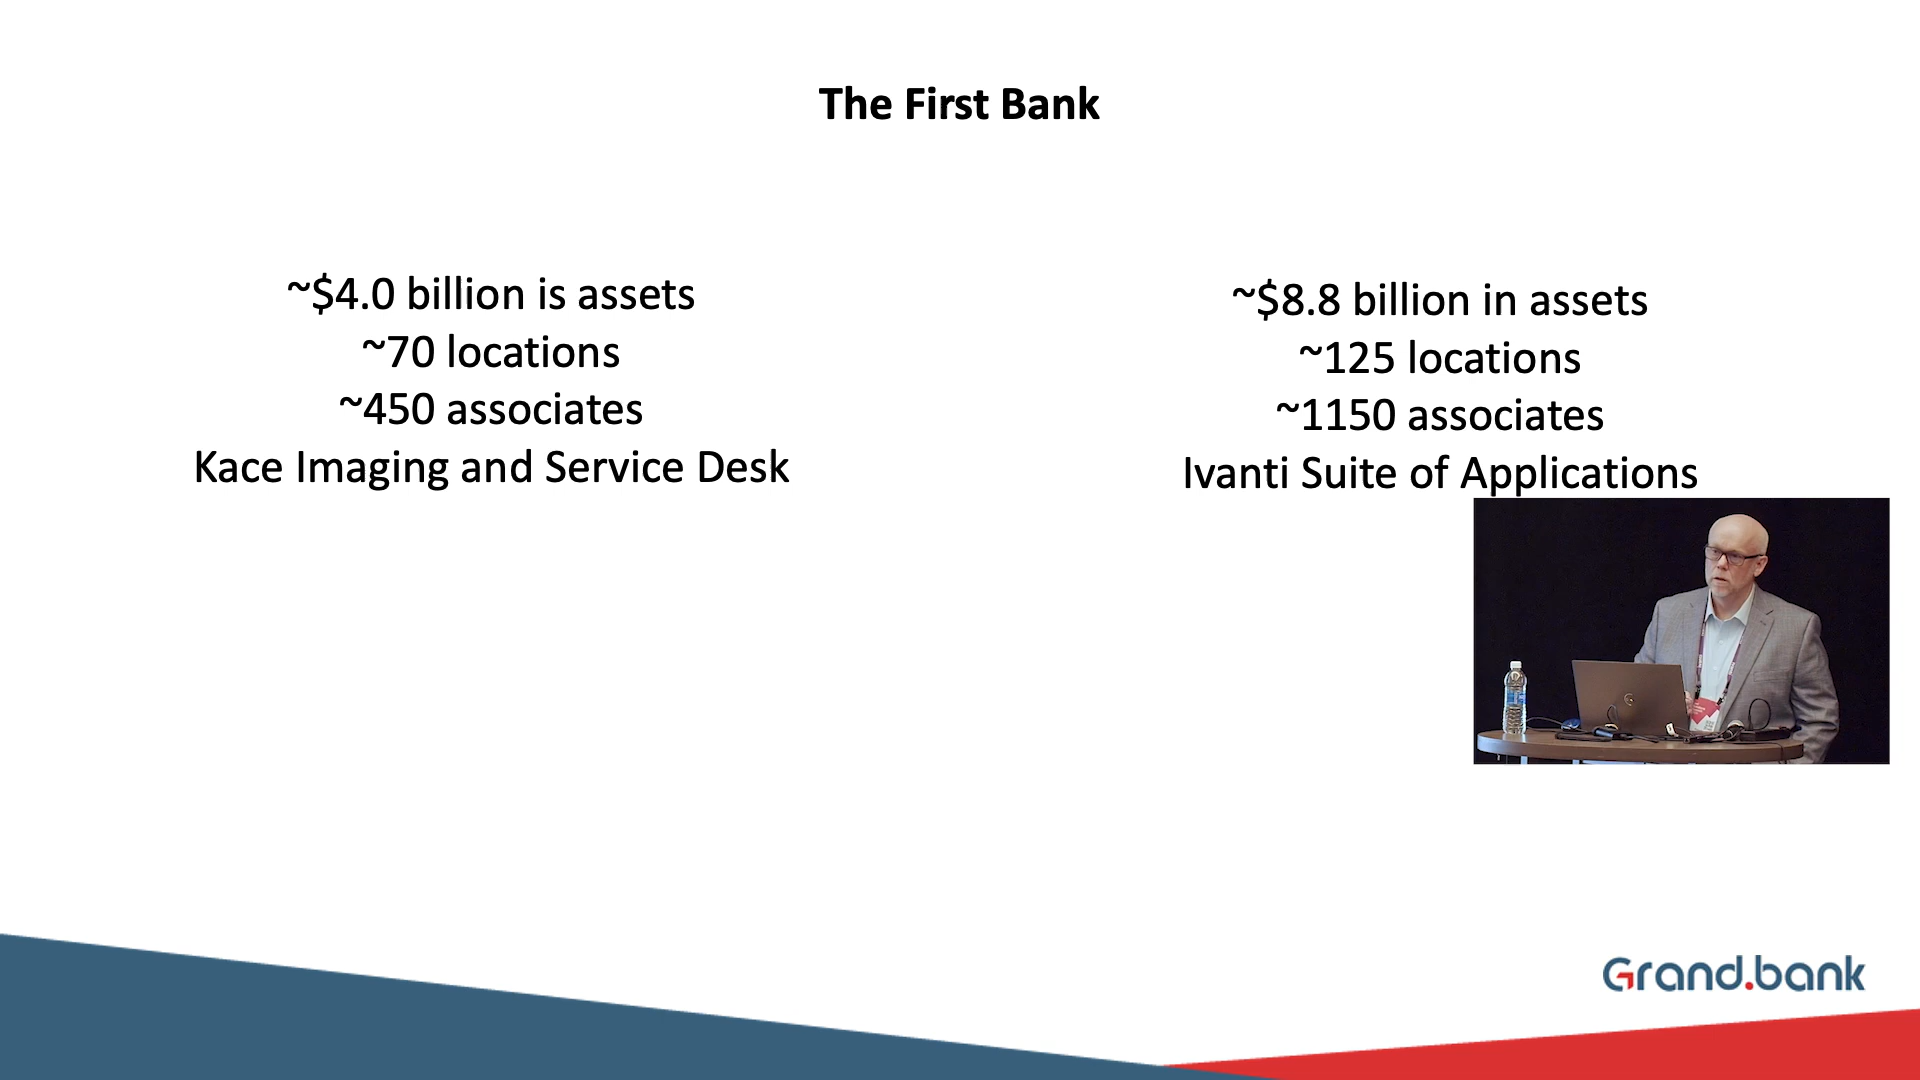 The First Bank
~$4.0 billion is assets
~70 locations
~450 associates
Kace Imaging and Service Desk
~$8.8 billion in assets
~125 locations
~1150 associates
Ivanti Suite of Applications
Grand.bank